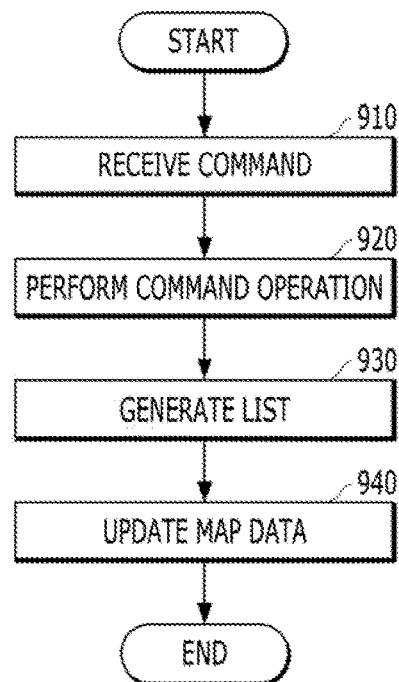 START
910
RECEIVE COMMAND
920
PERFORM COMMAND OPERATION
930
GENERATE LIST
940
UPDATE MAP DATA
END